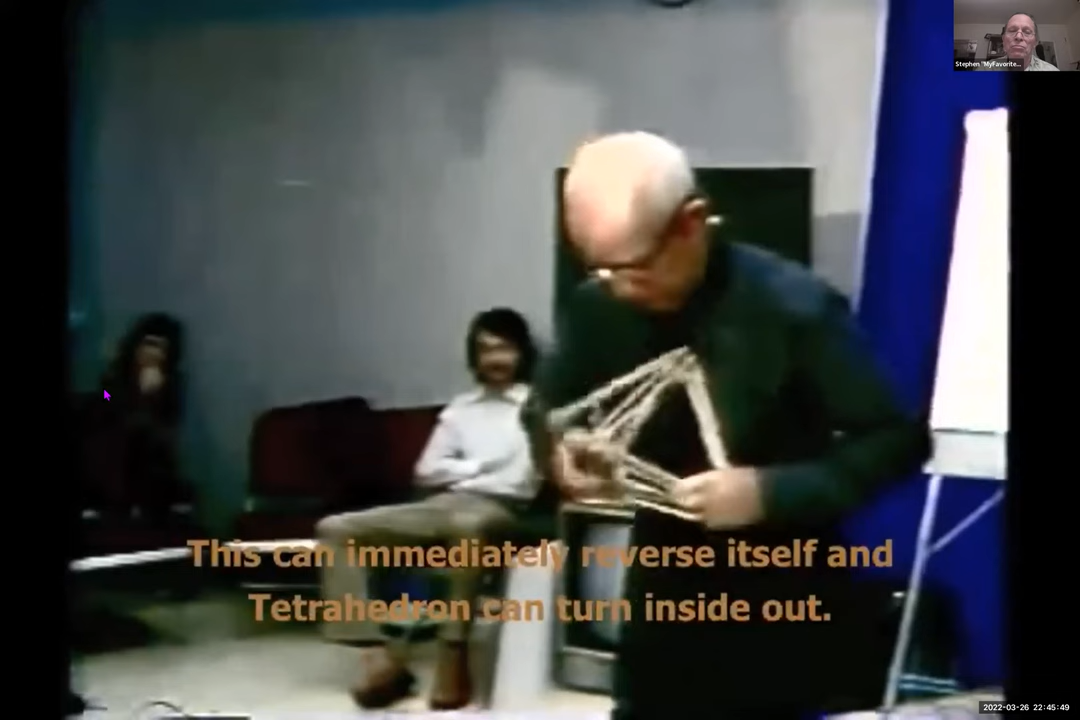 Stephen "MyFavorite...
This can immediately reverse itself and
Tetrahedron can turn inside out.
2022-03-26 22:45:49